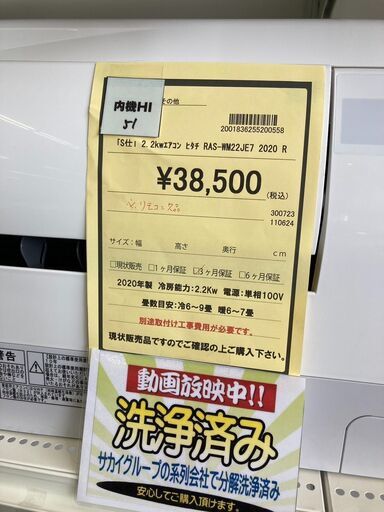 内機HI
51
その他
2001836255200558
「S仕」2.2kwエアコン ヒタチ RAS-WM22JE7 2020 R
¥38,500
(税込)
300723
110624
サイズ:幅 高さ 奥行 cm
□現状販売 □1ヶ月保証 □3ヶ月保証 □6ヶ月保証
2020年製 冷房能力:2.2Kw 電源:単相100V
畳数目安:冷6～9畳 暖6～7畳
別途取付け工事費用が必要です。
現状販売品ですのでご確認の上ご購入下さい。
動画放映中!!
洗浄済み
サカイグループの系列会社で分解洗浄済み
安心してご購入頂けます。